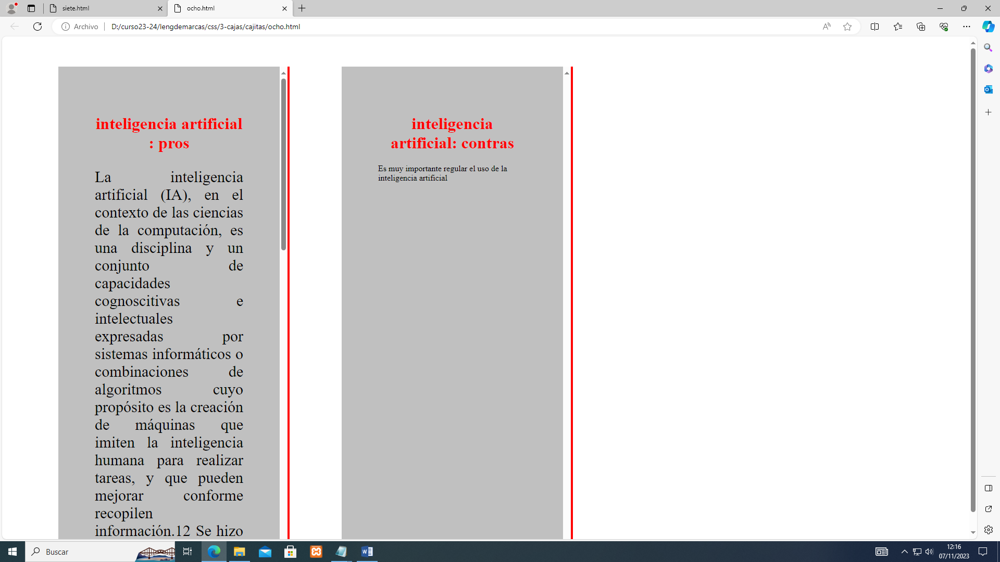 siete.html
ocho.html
Archivo
D:/curso23-24/lengdemarcas/css/3-cajas/cajitas/ocho.html
inteligencia artificial
: pros
La inteligencia
artificial (IA), en el
contexto de las ciencias
de la computación, es
una disciplina y un
conjunto de
capacidades
cognoscitivas e
intelectuales
expresadas por
sistemas informáticos o
combinaciones de
algoritmos cuyo
propósito es la creación
de máquinas que
imiten la inteligencia
humana para realizar
tareas, y que pueden
mejorar conforme
recopilen
información.12 Se hizo
inteligencia
artificial: contras
Es muy importante regular el uso de la
inteligencia artificial
Buscar
12:16
07/11/2023